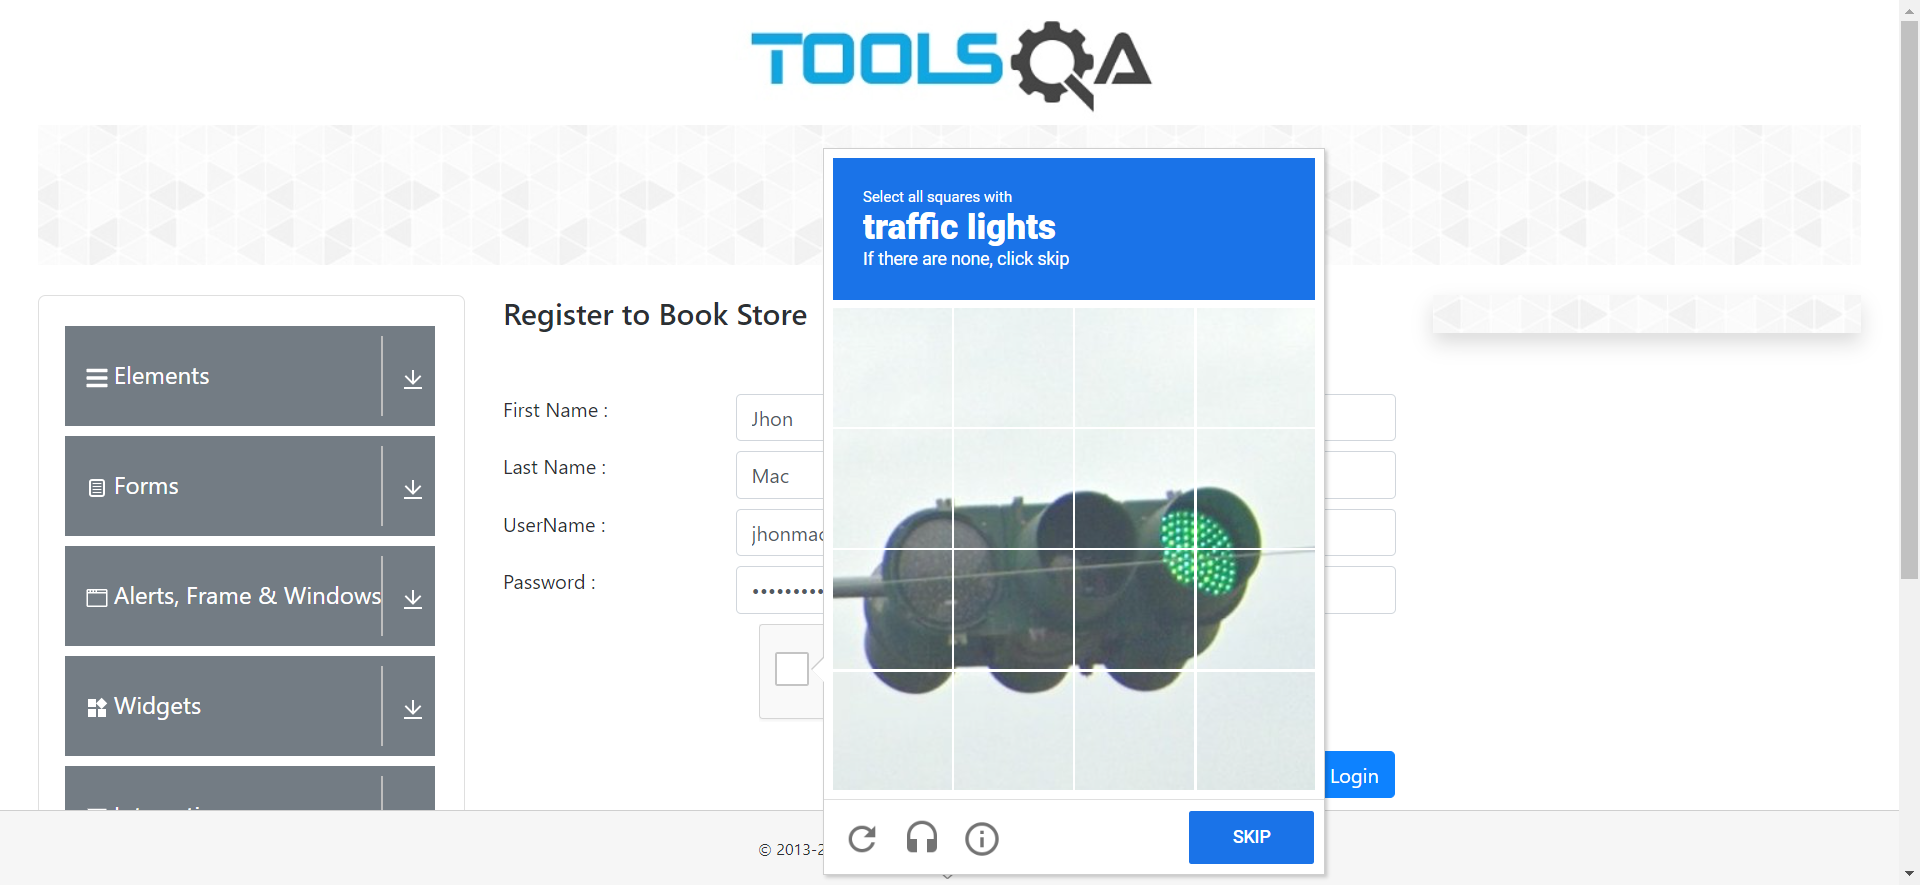 TOOLSQA
Select all squares with
traffic lights
If there are none, click skip
Register to Book Store
Elements
Forms
Alerts, Frame & Windows
Widgets
First Name :
Jhon
Last Name :
Mac
UserName :
jhonmac
Password :
Login
© 2013-2
SKIP